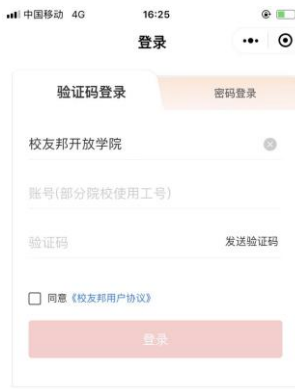 中国移动 4G 16:25
登录
验证码登录 密码登录
校友邦开放学院
账号(部分院校使用工号)
验证码 发送验证码
同意《校友邦用户协议》
登录